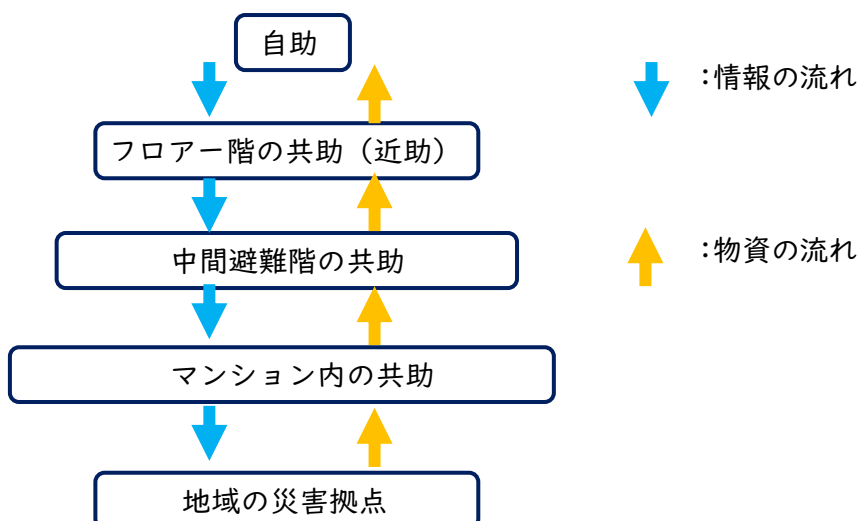 自助
:情報の流れ
フロアー階の共助（近助）
中間避難階の共助
:物資の流れ
マンション内の共助
地域の災害拠点